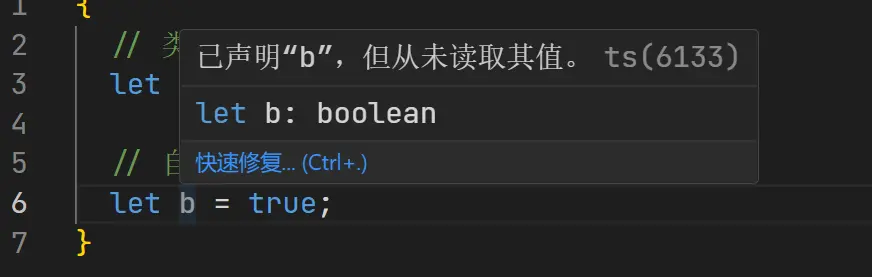 1 {
2 // 类
已声明“b”，但从未读取其值。 ts(6133)
3 let
let b: boolean
4
5 // 自
快速修复... (Ctrl+.)
6 let b = true;
7 }